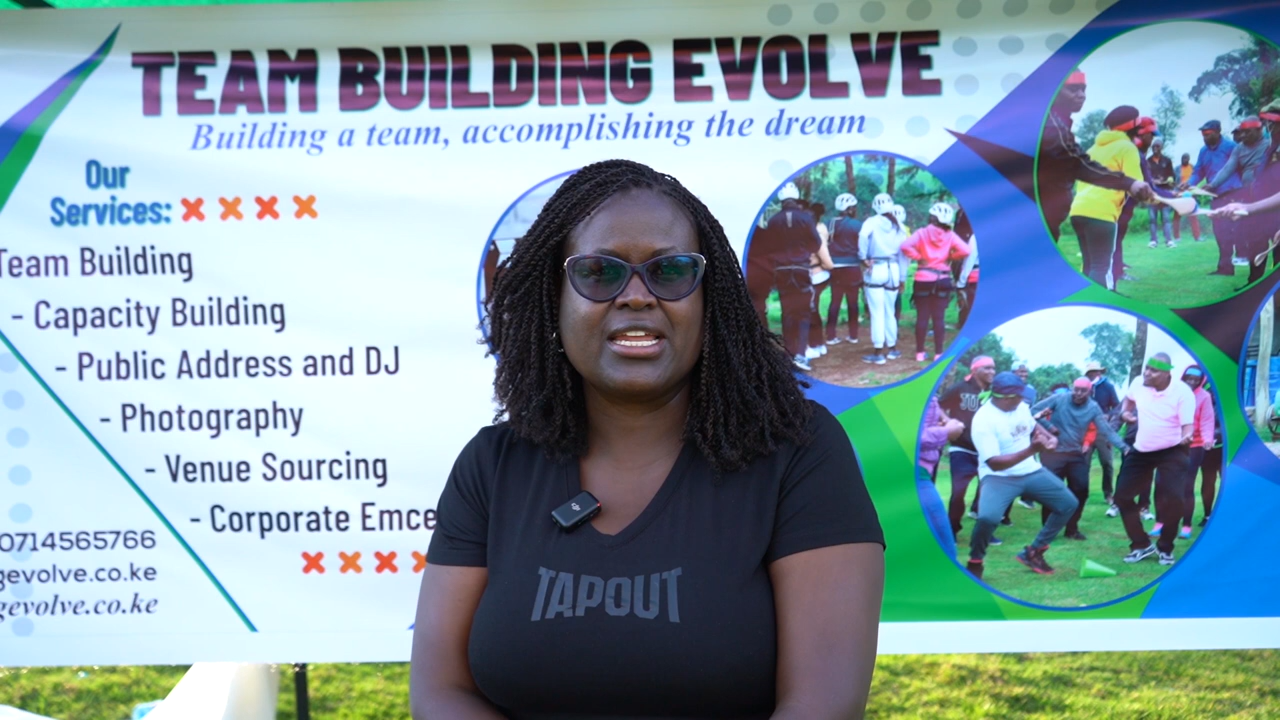 TEAM BUILDING EVOLVE
Building a team, accomplishing the dream
Our
Services:
Team Building
- Capacity Building
- Public Address and DJ
- Photography
- Venue Sourcing
- Corporate Emce
0714565766
gevolve.co.ke
gevolve.co.ke
TAPOUT